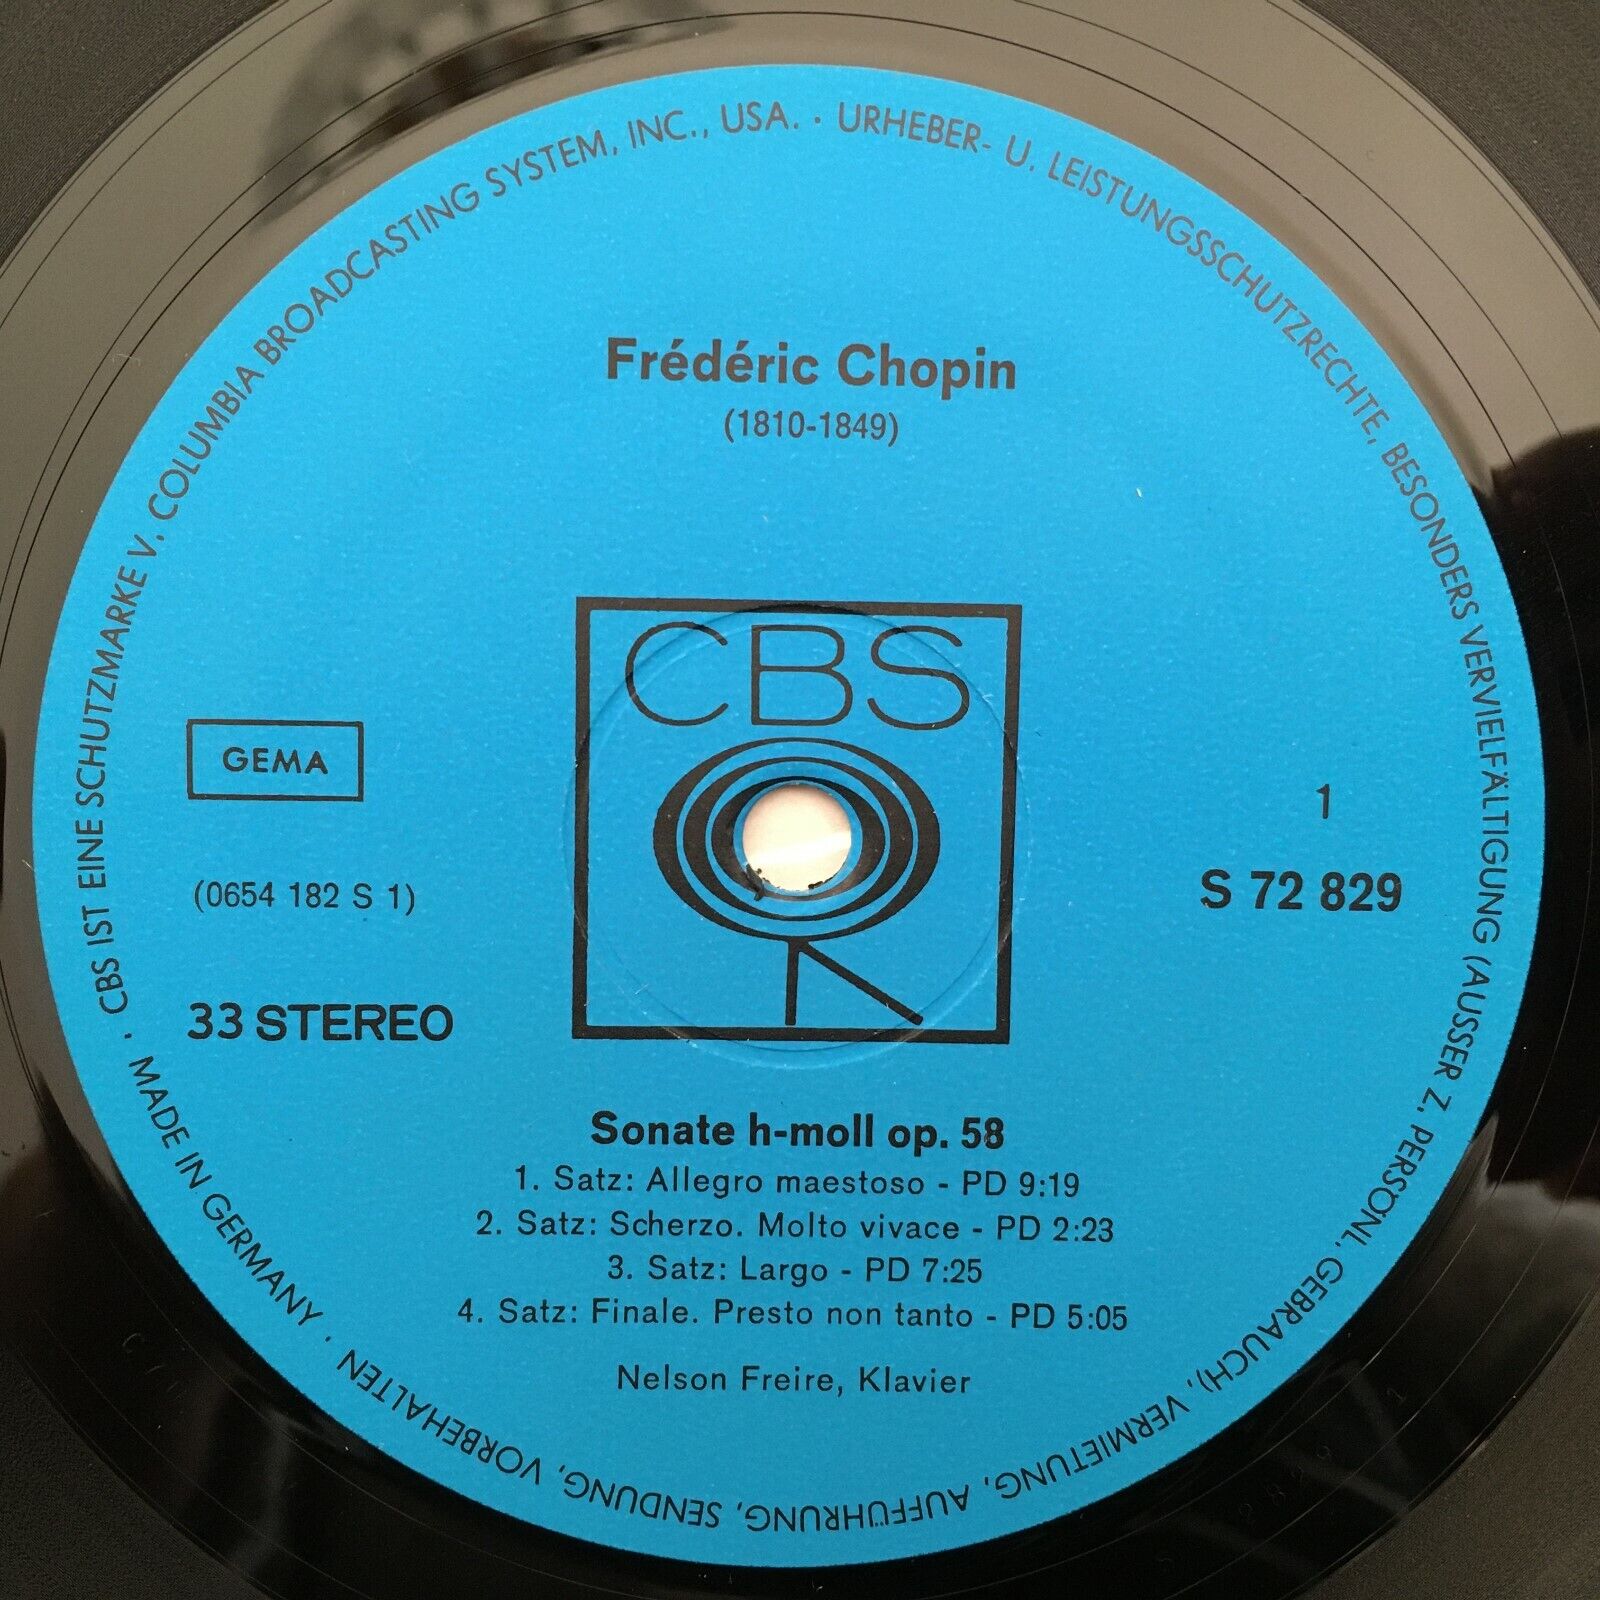 CBS IST EINE SCHUTZMARKE V. COLUMBIA BROADCASTING SYSTEM, INC., USA. · URHEBER- U. LEISTUNGSSCHUTZRECHTE, BESONDERS VERVIELFÄLTIGUNG (AUSSER Z. PERSÖNL. GEBRAUCH), VERMIETUNG, AUFFÜHRUNG, SENDUNG, VORBEHALTEN · MADE IN GERMANY ·
Frédéric Chopin
(1810-1849)
CBS
GEMA
1
(0654 182 S 1)
S 72 829
33 STEREO
Sonate h-moll op. 58
1. Satz: Allegro maestoso - PD 9:19
2. Satz: Scherzo. Molto vivace - PD 2:23
3. Satz: Largo - PD 7:25
4. Satz: Finale. Presto non tanto - PD 5:05
Nelson Freire, Klavier